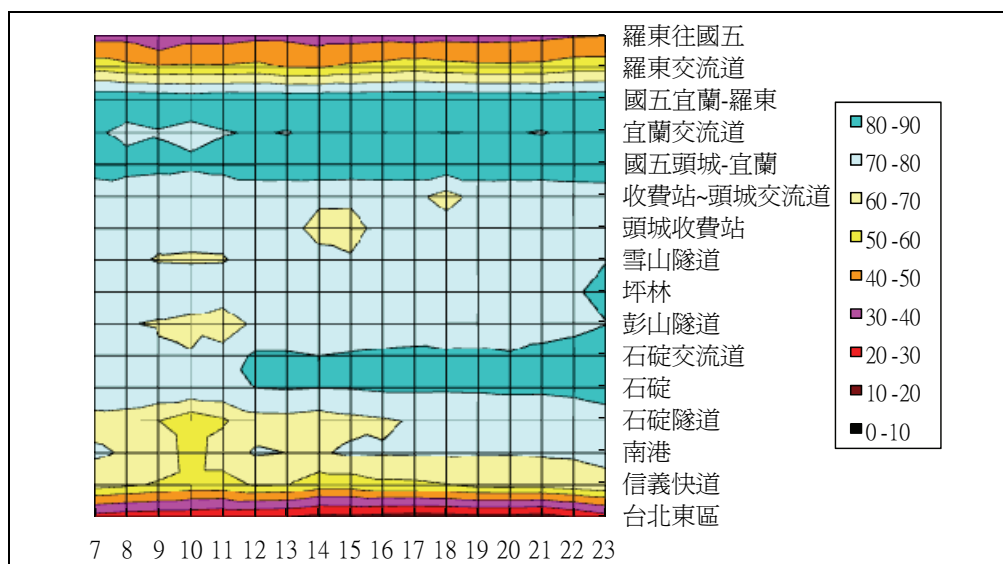 羅東往國五
羅東交流道
國五宜蘭-羅東
宜蘭交流道
國五頭城-宜蘭
收費站~頭城交流道
頭城收費站
雪山隧道
坪林
彭山隧道
石碇交流道
石碇
石碇隧道
南港
信義快道
台北東區
80-90
70-80
60-70
50-60
40-50
30-40
20-30
10-20
0-10
7 8 9 10 11 12 13 14 15 16 17 18 19 20 21 22 23